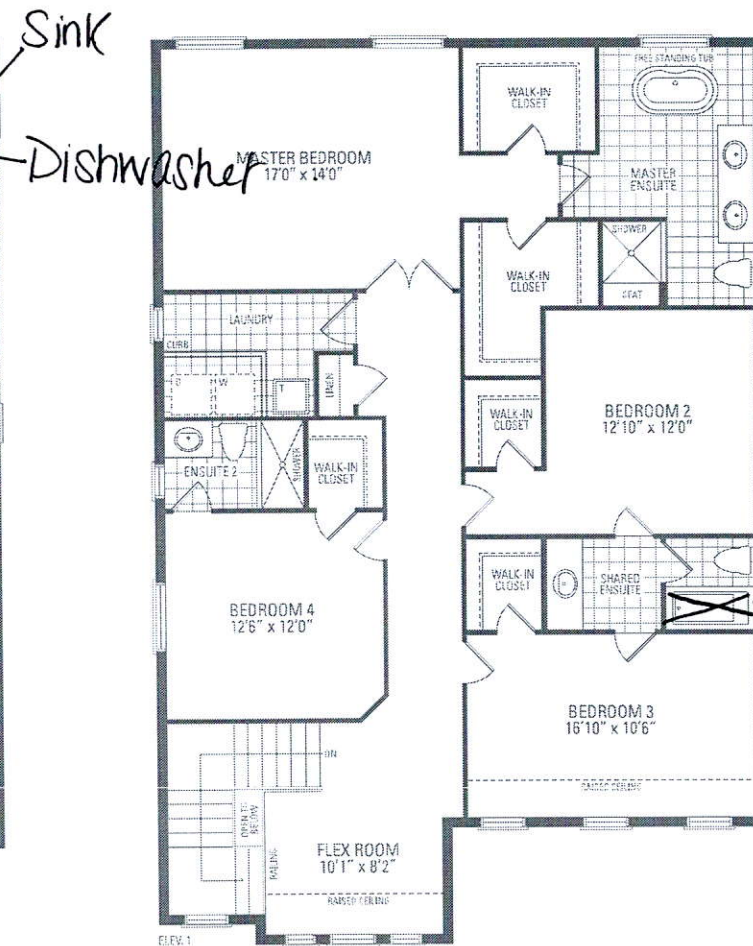 Sink
Dishwasher
FREE STANDING TUB
WALK-IN
CLOSET
MASTER BEDROOM
17'0" x 14'0"
MASTER
ENSUITE
SHOWER
SEAT
WALK-IN
CLOSET
LAUNDRY
CURB
D
W
T
LINEN
WALK-IN
CLOSET
BEDROOM 2
12'10" x 12'0"
ENSUITE 2
SHOWER
WALK-IN
CLOSET
WALK-IN
CLOSET
SHARED
ENSUITE
BEDROOM 4
12'6" x 12'0"
BEDROOM 3
16'10" x 10'6"
RAISED CEILING
DN
OPEN TO
BELOW
RAILING
FLEX ROOM
10'1" x 8'2"
RAISED CEILING
ELEV. 1